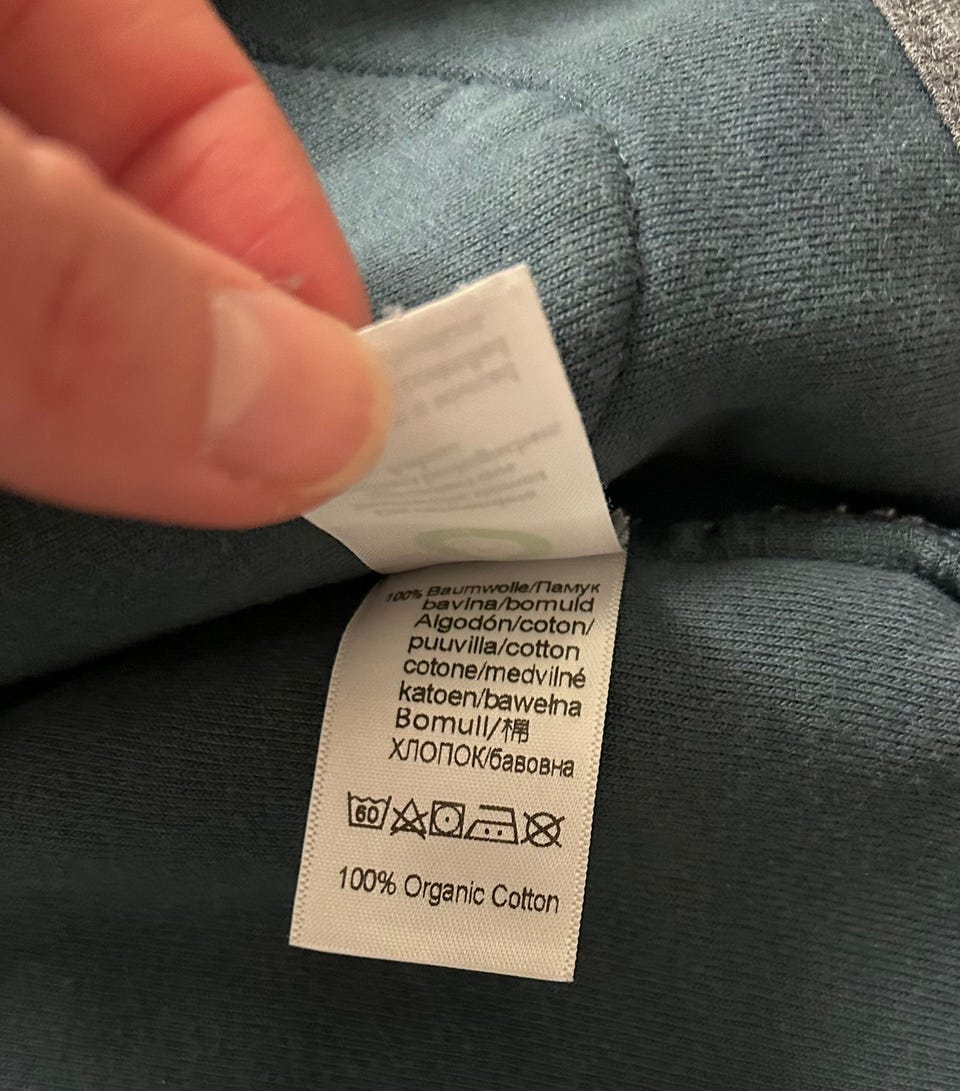 100% Baumwolle/Памук
bavlna/bomuld
Algodón/coton/
puuvilla/cotton
cotone/medvilné
katoen/bawełna
Bomull/棉
ХЛОПОК/бавовна
60
100% Organic Cotton